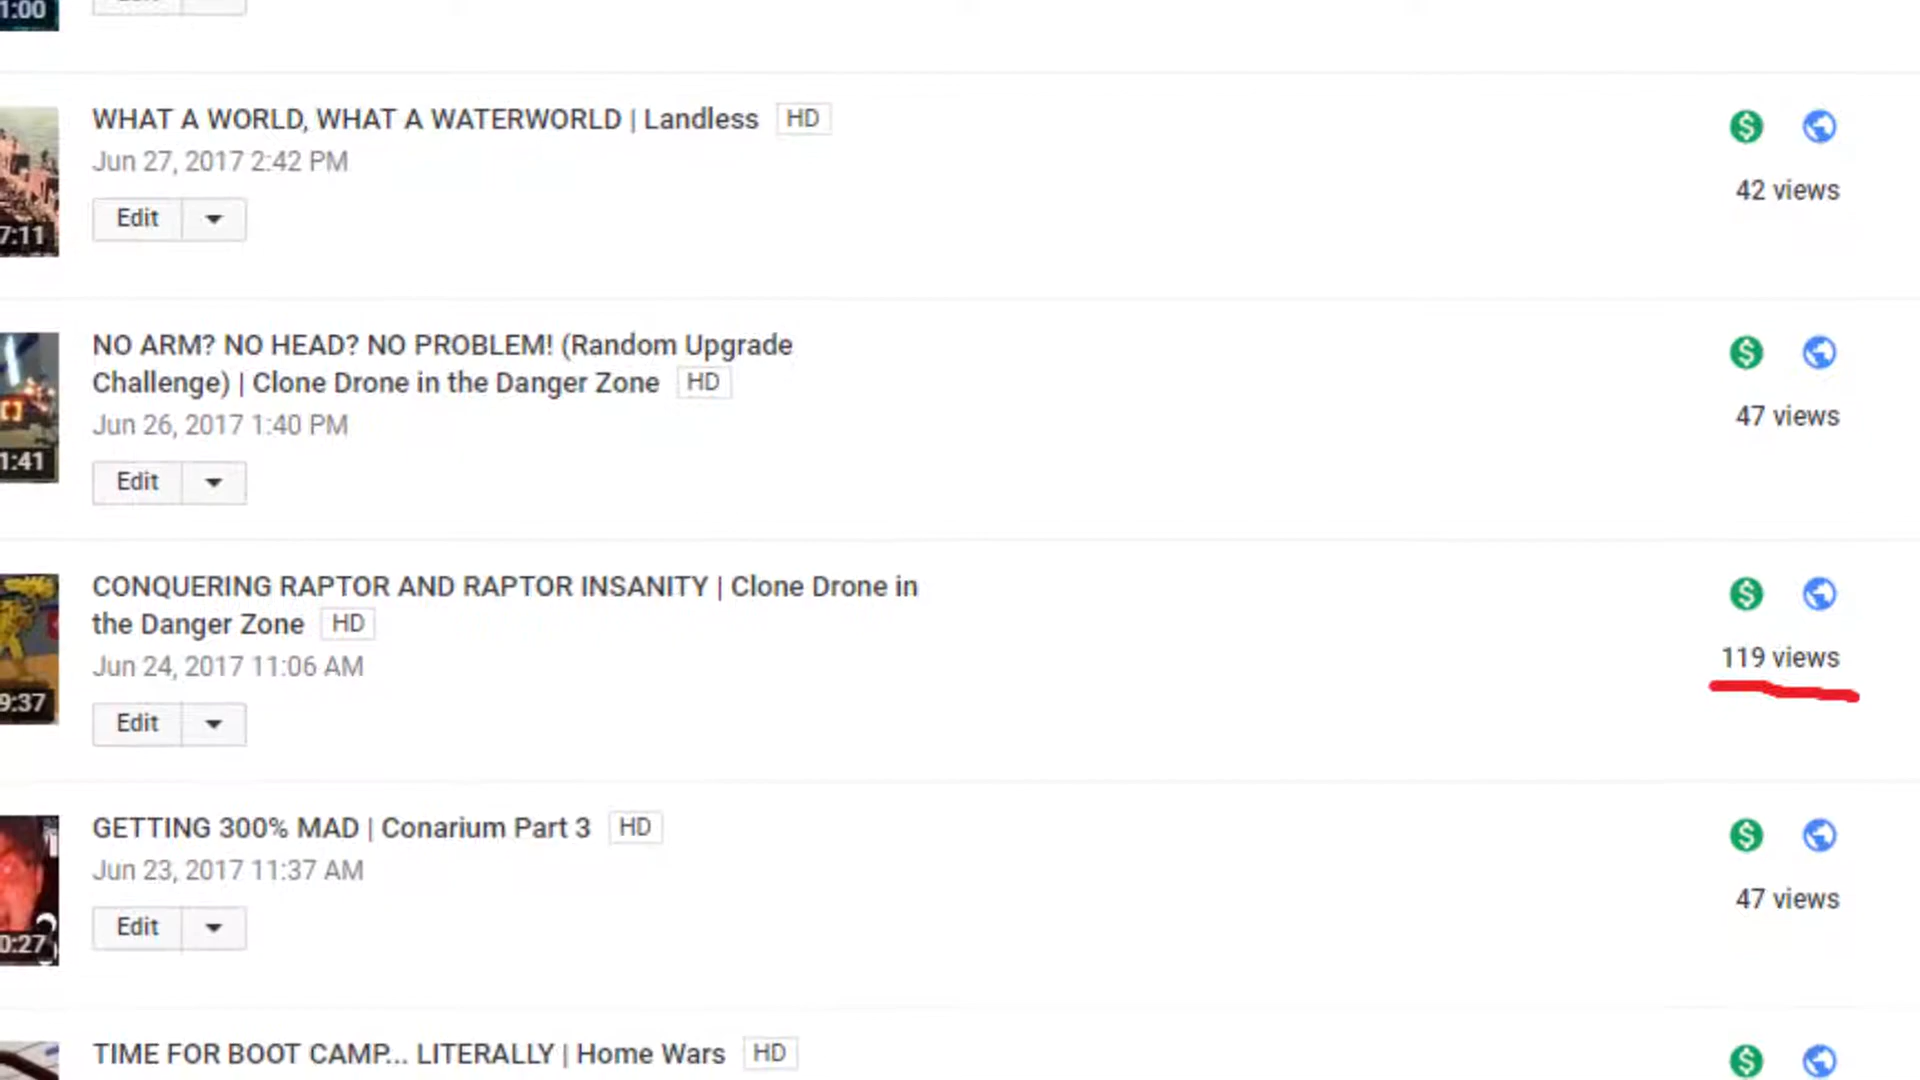 1:00
WHAT A WORLD, WHAT A WATERWORLD | Landless HD
Jun 27, 2017 2:42 PM
42 views
Edit
7:11
NO ARM? NO HEAD? NO PROBLEM! (Random Upgrade
Challenge) | Clone Drone in the Danger Zone HD
Jun 26, 2017 1:40 PM
47 views
1:41
Edit
CONQUERING RAPTOR AND RAPTOR INSANITY | Clone Drone in
the Danger Zone HD
Jun 24, 2017 11:06 AM
119 views
9:37
Edit
GETTING 300% MAD | Conarium Part 3 HD
Jun 23, 2017 11:37 AM
47 views
0:27
Edit
TIME FOR BOOT CAMP... LITERALLY | Home Wars HD